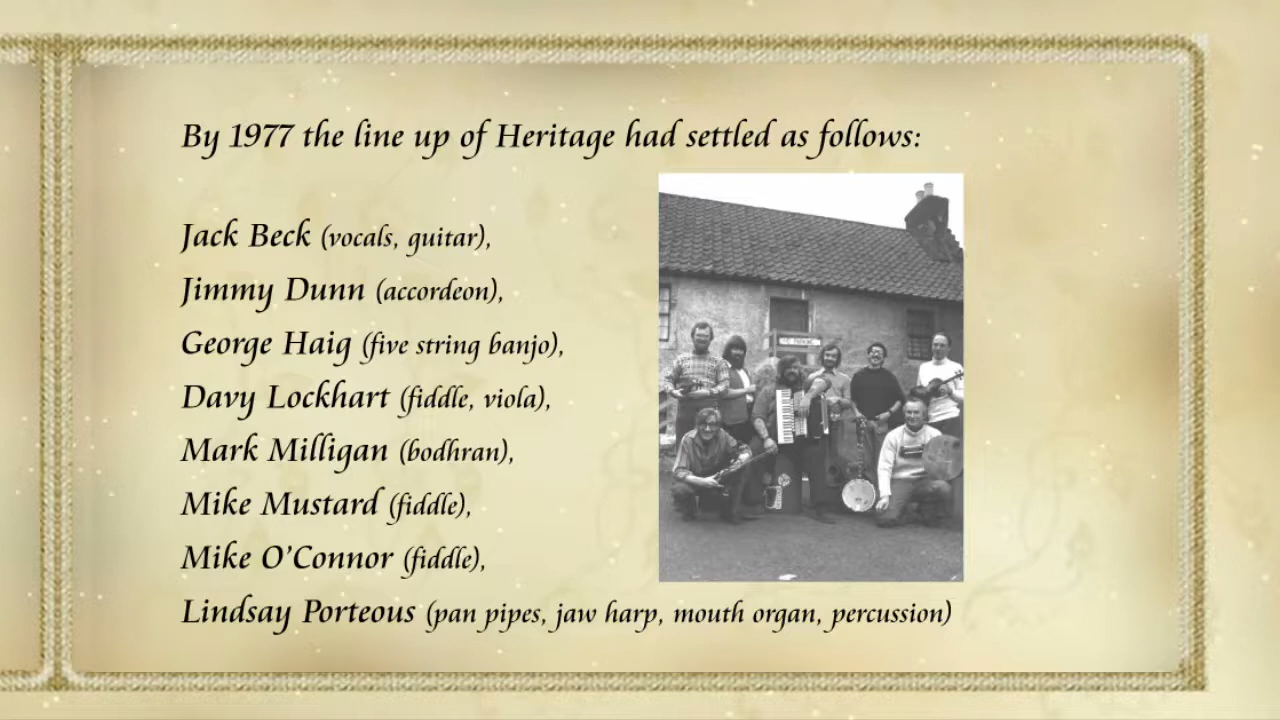 By 1977 the line up of Heritage had settled as follows:
Jack Beck (vocals, guitar),
Jimmy Dunn (accordeon),
George Haig (five string banjo),
Davy Lockhart (fiddle, viola),
Mark Milligan (bodhran),
Mike Mustard (fiddle),
Mike O'Connor (fiddle),
Lindsay Porteous (pan pipes, jaw harp, mouth organ, percussion)